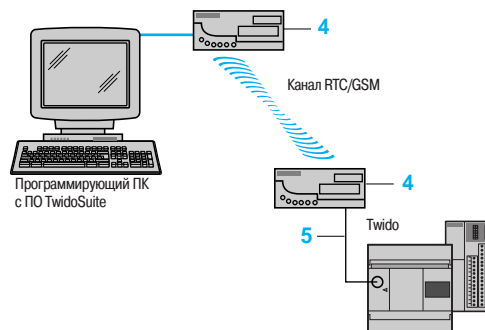 4
Канал RTC/GSM
Программирующий ПК
с ПО TwidoSuite
4
5
Twido